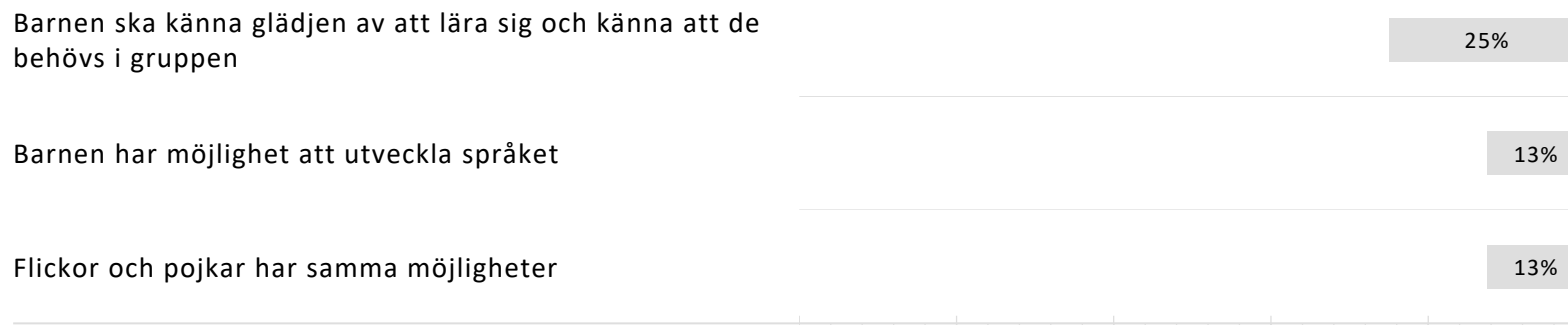 Barnen ska känna glädjen av att lära sig och känna att de
behövs i gruppen
25%
Barnen har möjlighet att utveckla språket
13%
Flickor och pojkar har samma möjligheter
13%